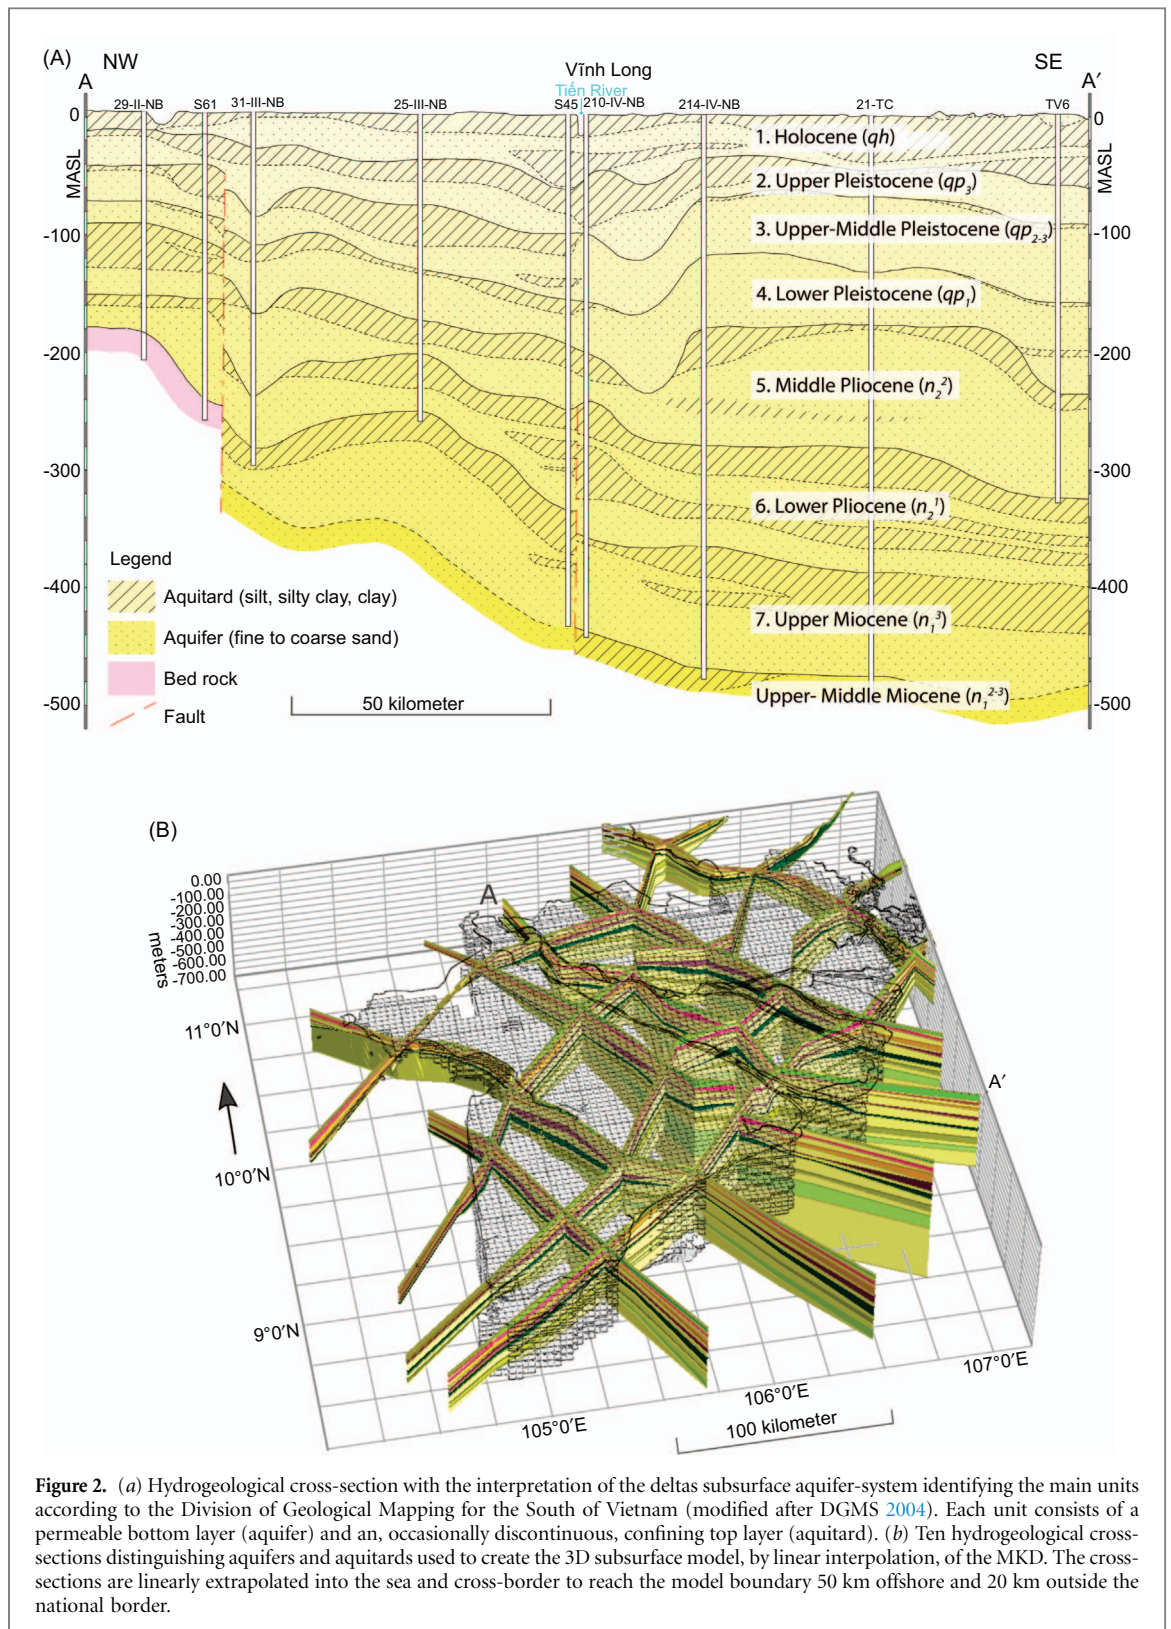 (A)
NW
SE
A
A′
Vĩnh Long
Tiến River
29-II-NB
S61
31-III-NB
25-III-NB
S45
210-IV-NB
214-IV-NB
21-TC
TV6
0
-100
-200
-300
-400
-500
MASL
0
-100
-200
-300
-400
-500
MASL
1. Holocene (qh)
2. Upper Pleistocene (qp₃)
3. Upper-Middle Pleistocene (qp₂₋₃)
4. Lower Pleistocene (qp₁)
5. Middle Pliocene (n₂²)
6. Lower Pliocene (n₂¹)
7. Upper Miocene (n₁³)
Upper- Middle Miocene (n₁²⁻³)
Legend
Aquitard (silt, silty clay, clay)
Aquifer (fine to coarse sand)
Bed rock
Fault
50 kilometer
(B)
0.00
-100.00
-200.00
-300.00
-400.00
-500.00
-600.00
-700.00
meters
A
A′
11°0′N
10°0′N
9°0′N
105°0′E
106°0′E
107°0′E
100 kilometer
Figure 2. (a) Hydrogeological cross-section with the interpretation of the deltas subsurface aquifer-system identifying the main units
according to the Division of Geological Mapping for the South of Vietnam (modified after DGMS 2004). Each unit consists of a
permeable bottom layer (aquifer) and an, occasionally discontinuous, confining top layer (aquitard). (b) Ten hydrogeological cross-
sections distinguishing aquifers and aquitards used to create the 3D subsurface model, by linear interpolation, of the MKD. The cross-
sections are linearly extrapolated into the sea and cross-border to reach the model boundary 50 km offshore and 20 km outside the
national border.